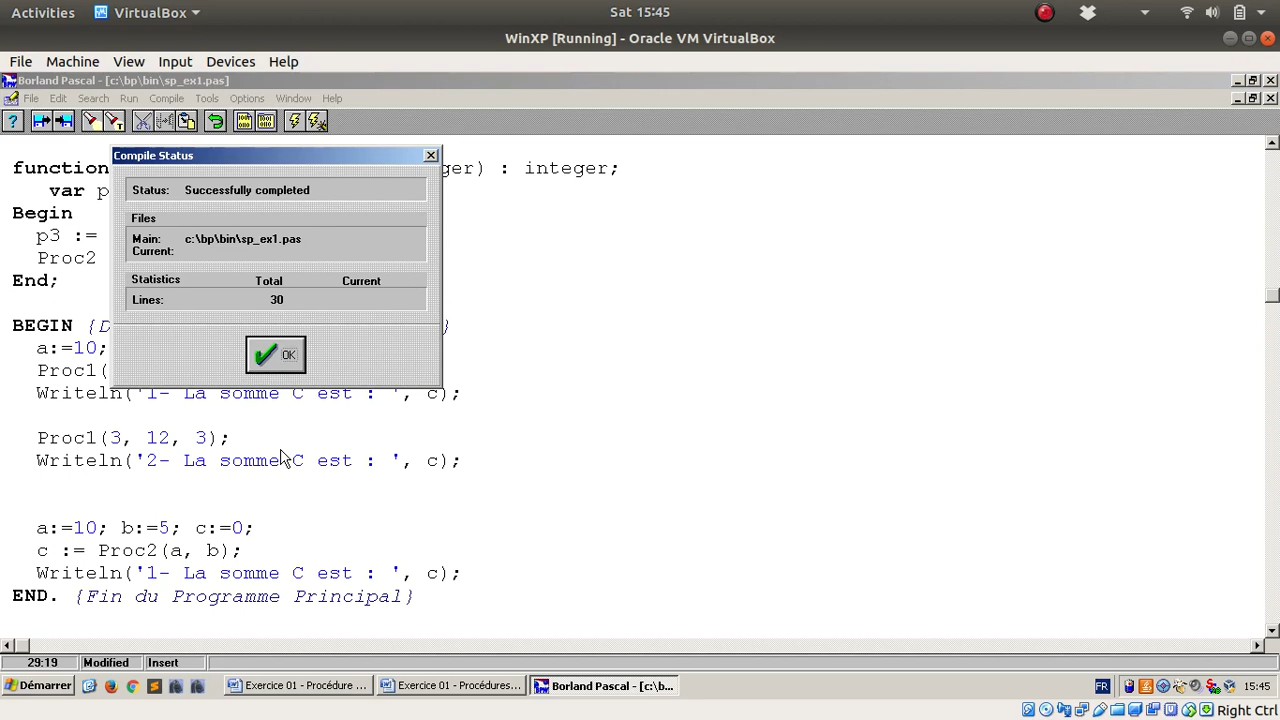 Activities VirtualBox Sat 15:45
WinXP [Running] - Oracle VM VirtualBox
File Machine View Input Devices Help
Borland Pascal - [c:\bp\bin\sp_ex1.pas]
File Edit Search Run Compile Tools Options Window Help
Compile Status
function ger) : integer;
Status: Successfully completed
var p
Begin
Files
p3 :=
Main: c:\bp\bin\sp_ex1.pas
Current:
Proc2
End;
Statistics Total Current
Lines: 30
BEGIN {D }
a:=10;
OK
Proc1(
Writeln('1- La somme C est : ', c);
Proc1(3, 12, 3);
Writeln('2- La somme C est : ', c);
a:=10; b:=5; c:=0;
c := Proc2(a, b);
Writeln('1- La somme C est : ', c);
END. {Fin du Programme Principal}
29:19 Modified Insert
Démarrer Exercice 01 - Procédure ... Exercice 01 - Procédures... Borland Pascal - [c:\b... FR 15:45
Right Ctrl